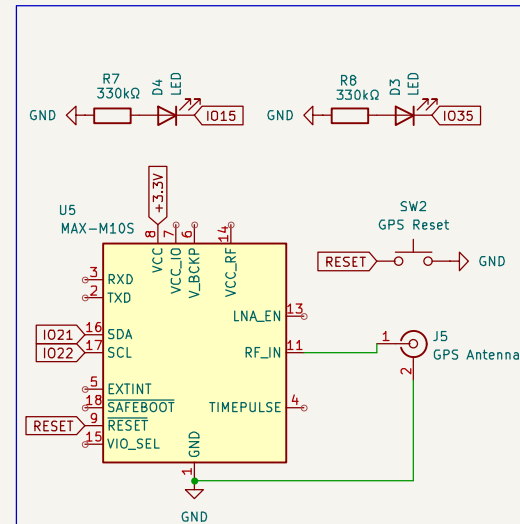 R7
330kΩ
D4
LED
GND
IO15
R8
330kΩ
D3
LED
GND
IO35
U5
MAX-M10S
+3.3V
8
7
6
14
VCC
VCC_IO
V_BCKP
VCC_RF
3
RXD
2
TXD
IO21
16
SDA
IO22
17
SCL
5
EXTINT
18
SAFEBOOT
RESET
9
RESET
15
VIO_SEL
13
LNA_EN
11
RF_IN
4
TIMEPULSE
GND
1
GND
SW2
GPS Reset
RESET
GND
1
J5
GPS Antenna
2